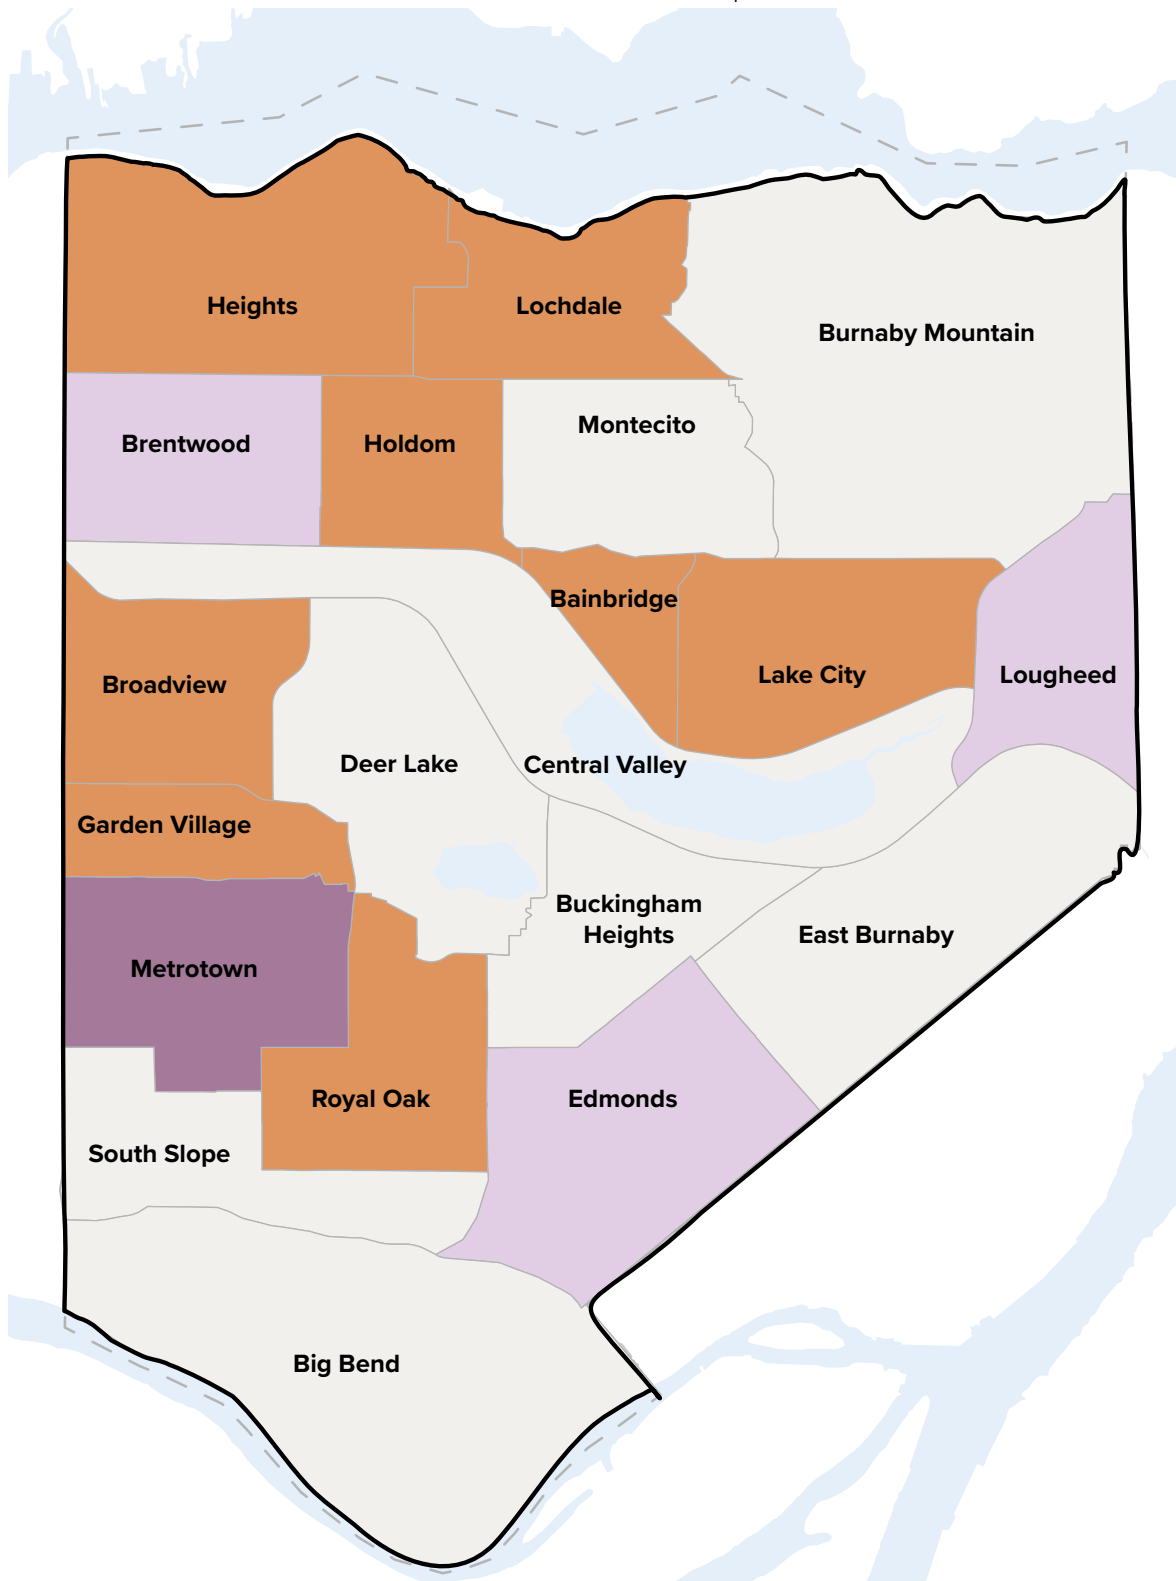 Heights
Lochdale
Burnaby Mountain
Brentwood
Holdom
Montecito
Bainbridge
Lake City
Lougheed
Broadview
Deer Lake
Central Valley
Garden Village
Buckingham
Heights
East Burnaby
Metrotown
Royal Oak
Edmonds
South Slope
Big Bend